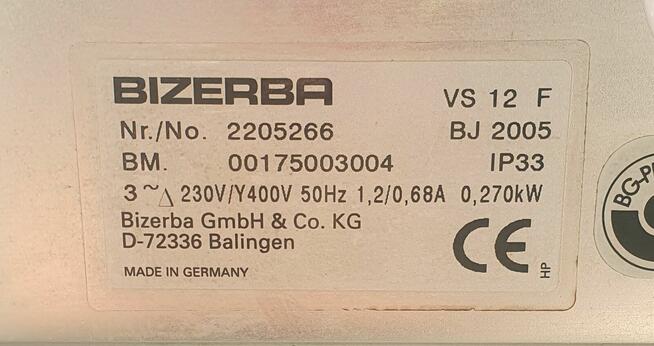 BIZERBA VS 12 F
Nr./No. 2205266 BJ 2005
BM. 00175003004 IP33
3~△ 230V/Y400V 50Hz 1,2/0,68A 0,270kW
Bizerba GmbH & Co. KG
D-72336 Balingen
CE
HP
MADE IN GERMANY